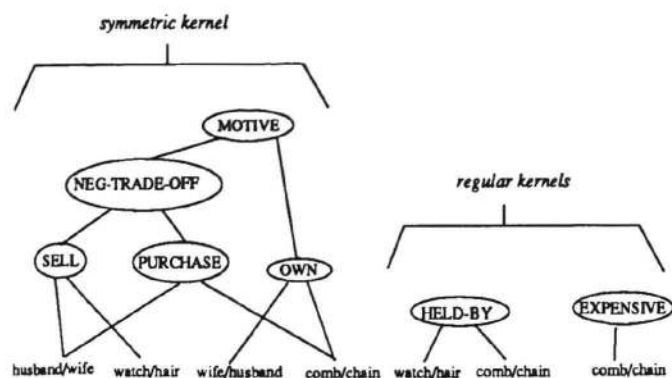 symmetric kernel
MOTIVE
NEG-TRADE-OFF
regular kernels
SELL
PURCHASE
OWN
HELD-BY
EXPENSIVE
husband/wife
watch/hair
wife/husband
comb/chain
watch/hair
comb/chain
comb/chain